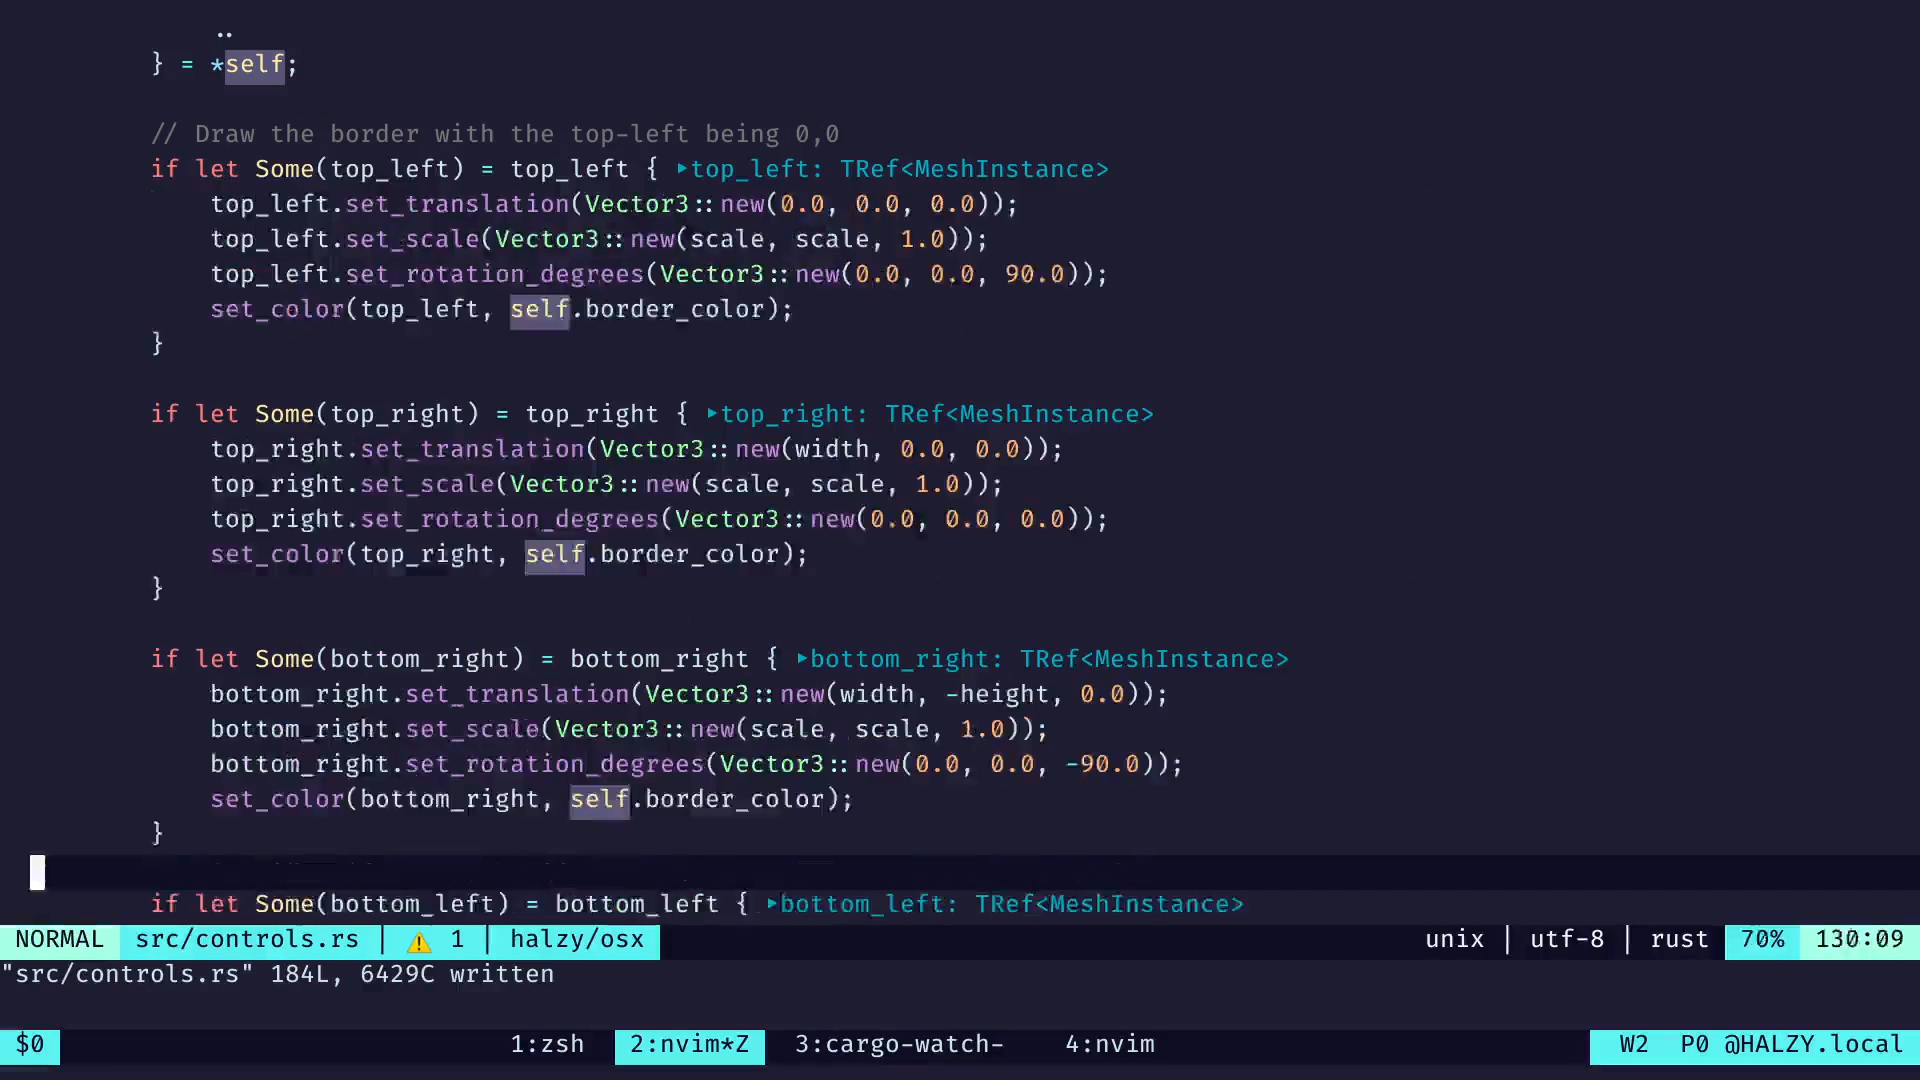 ..
} = *self;
// Draw the border with the top-left being 0,0
if let Some(top_left) = top_left { ▸top_left: TRef<MeshInstance>
top_left.set_translation(Vector3::new(0.0, 0.0, 0.0));
top_left.set_scale(Vector3::new(scale, scale, 1.0));
top_left.set_rotation_degrees(Vector3::new(0.0, 0.0, 90.0));
set_color(top_left, self.border_color);
}
if let Some(top_right) = top_right { ▸top_right: TRef<MeshInstance>
top_right.set_translation(Vector3::new(width, 0.0, 0.0));
top_right.set_scale(Vector3::new(scale, scale, 1.0));
top_right.set_rotation_degrees(Vector3::new(0.0, 0.0, 0.0));
set_color(top_right, self.border_color);
}
if let Some(bottom_right) = bottom_right { ▸bottom_right: TRef<MeshInstance>
bottom_right.set_translation(Vector3::new(width, -height, 0.0));
bottom_right.set_scale(Vector3::new(scale, scale, 1.0));
bottom_right.set_rotation_degrees(Vector3::new(0.0, 0.0, -90.0));
set_color(bottom_right, self.border_color);
}
if let Some(bottom_left) = bottom_left { ▸bottom_left: TRef<MeshInstance>
NORMAL src/controls.rs | ⚠ 1 | halzy/osx unix | utf-8 | rust 70% 130:09
"src/controls.rs" 184L, 6429C written
$0 1:zsh 2:nvim*Z 3:cargo-watch- 4:nvim W2 P0 @HALZY.local